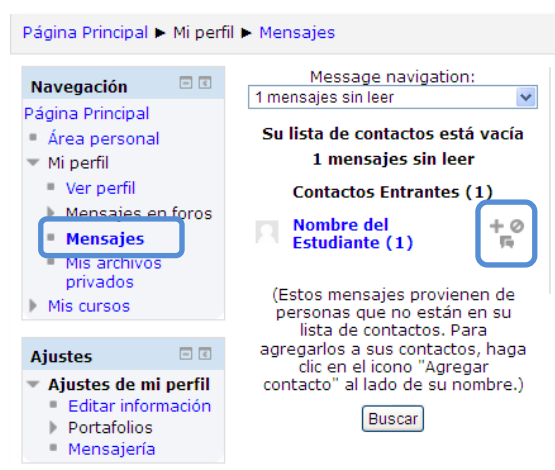 Página Principal ► Mi perfil ► Mensajes
Navegación
Página Principal
Área personal
Mi perfil
Ver perfil
Mensajes en foros
Mensajes
Mis archivos
privados
Mis cursos
Ajustes
Ajustes de mi perfil
Editar información
Portafolios
Mensajería
Message navigation:
1 mensajes sin leer
Su lista de contactos está vacía
1 mensajes sin leer
Contactos Entrantes (1)
Nombre del
Estudiante (1)
(Estos mensajes provienen de
personas que no están en su
lista de contactos. Para
agregarlos a sus contactos, haga
clic en el icono "Agregar
contacto" al lado de su nombre.)
Buscar